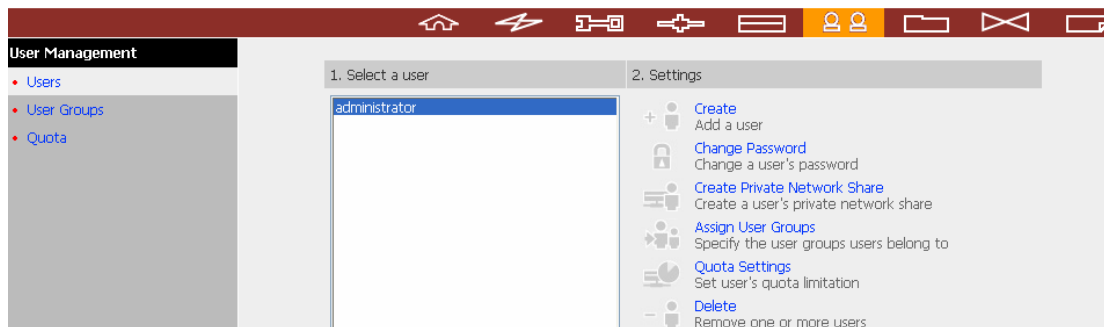 User Management
Users
User Groups
Quota
1. Select a user
administrator
2. Settings
Create
Add a user
Change Password
Change a user's password
Create Private Network Share
Create a user's private network share
Assign User Groups
Specify the user groups users belong to
Quota Settings
Set user's quota limitation
Delete
Remove one or more users